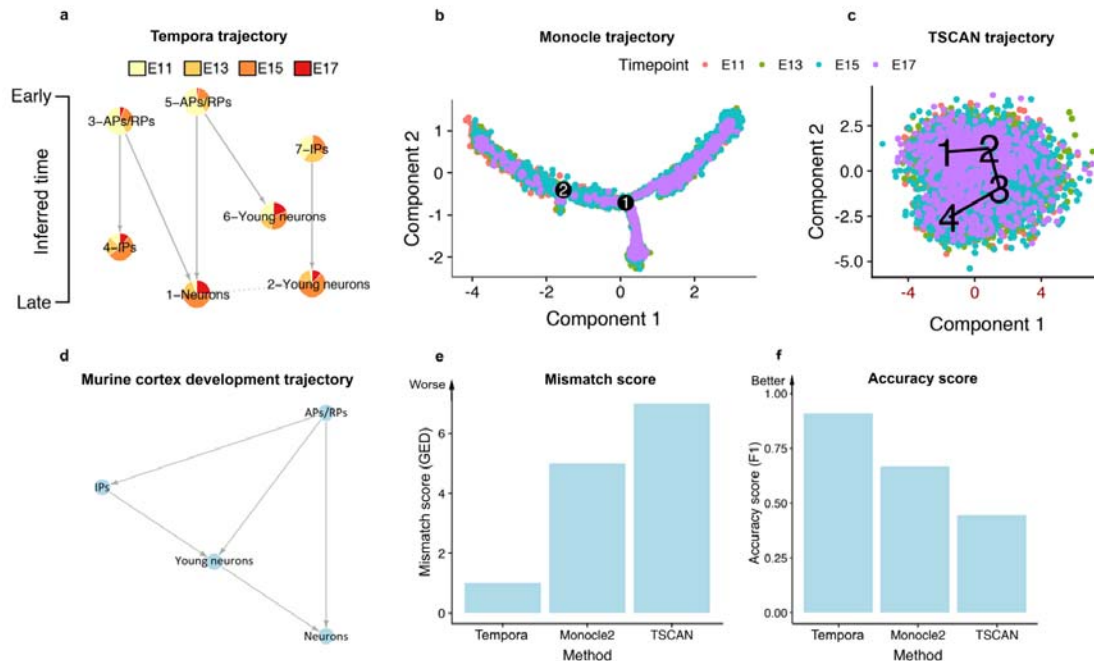 a
Tempora trajectory
E11 E13 E15 E17
Early
Inferred time
Late
3-APs/RPs
5-APs/RPs
7-IPs
6-Young neurons
4-IPs
1-Neurons
2-Young neurons
b
Monocle trajectory
Timepoint E11 E13 E15 E17
Component 2
1
0
-1
-2
2
1
-4 -2 0 2
Component 1
c
TSCAN trajectory
Component 2
2.5
0.0
-2.5
-5.0
1 2
3
4
-4 0 4
Component 1
d
Murine cortex development trajectory
APs/RPs
IPs
Young neurons
Neurons
e
Mismatch score
Worse
Mismatch score (GED)
6
4
2
0
Tempora Monocle2 TSCAN
Method
f
Accuracy score
Better
Accuracy score (F1)
1.00
0.75
0.50
0.25
0.00
Tempora Monocle2 TSCAN
Method